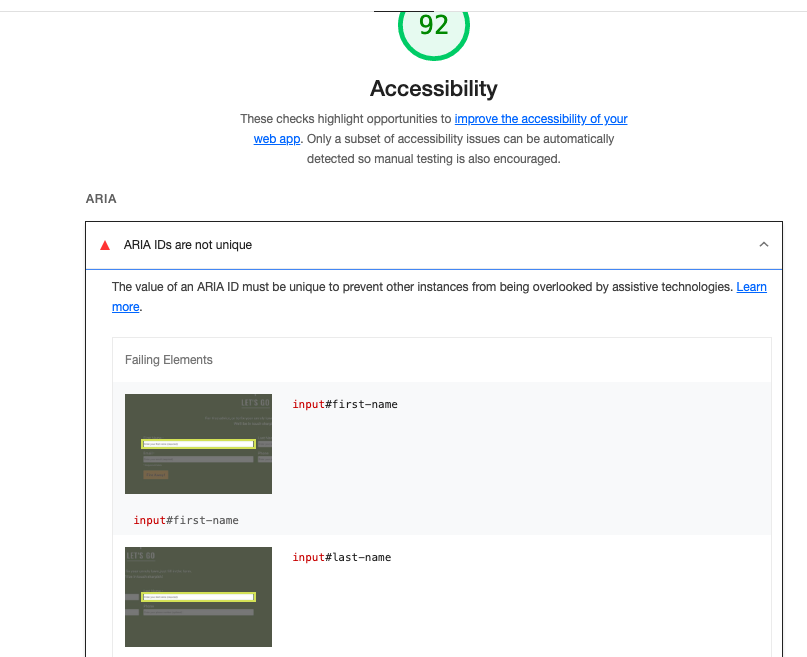 92
Accessibility
These checks highlight opportunities to improve the accessibility of your
web app. Only a subset of accessibility issues can be automatically
detected so manual testing is also encouraged.
ARIA
ARIA IDs are not unique
The value of an ARIA ID must be unique to prevent other instances from being overlooked by assistive technologies. Learn
more.
Failing Elements
LET'S GO
input#first-name
input#first-name
LET'S GO
input#last-name